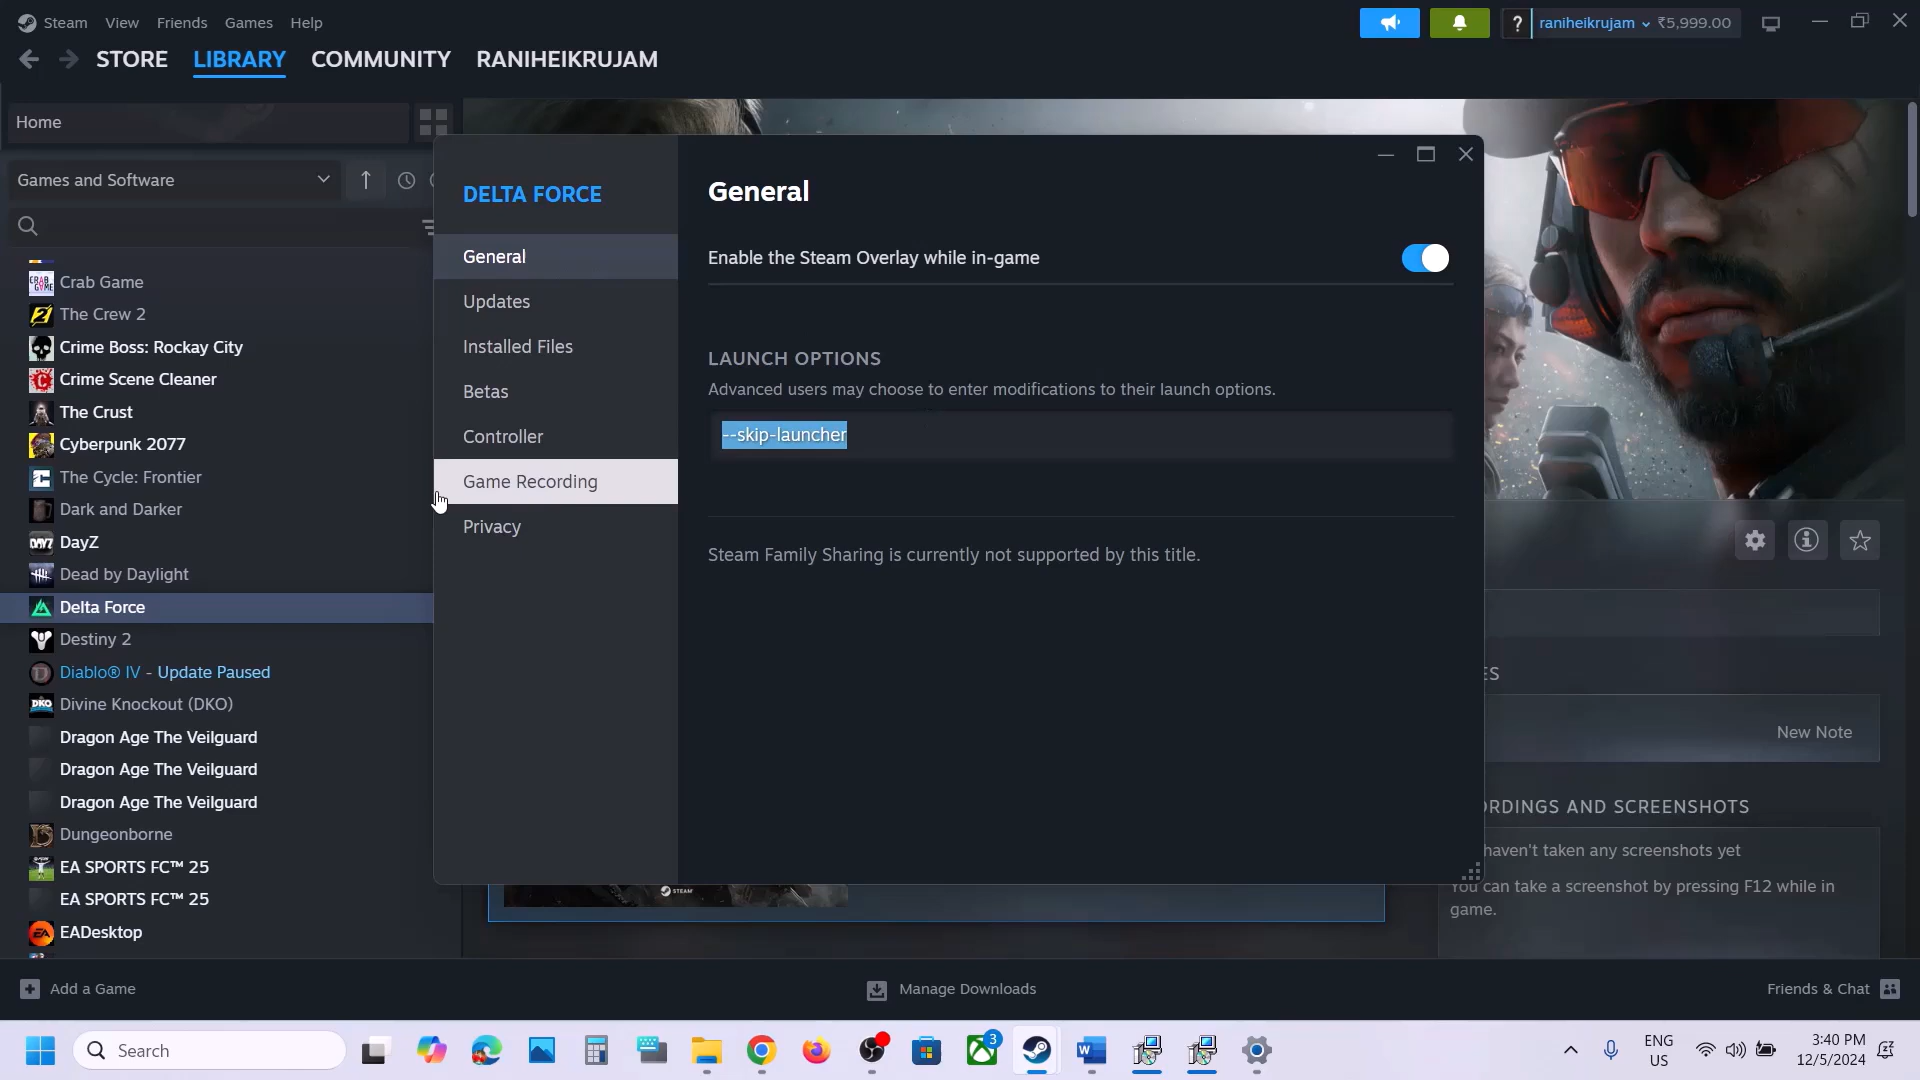 Steam View Friends Games Help
? raniheikrujam ₹5,999.00
STORE LIBRARY COMMUNITY RANIHEIKRUJAM
Home
Games and Software
Crab Game
The Crew 2
Crime Boss: Rockay City
Crime Scene Cleaner
The Crust
Cyberpunk 2077
The Cycle: Frontier
Dark and Darker
DayZ
Dead by Daylight
Delta Force
Destiny 2
Diablo® IV - Update Paused
Divine Knockout (DKO)
Dragon Age The Veilguard
Dragon Age The Veilguard
Dragon Age The Veilguard
Dungeonborne
EA SPORTS FC™ 25
EA SPORTS FC™ 25
EADesktop
DELTA FORCE
General
Updates
Installed Files
Betas
Controller
Game Recording
Privacy
General
Enable the Steam Overlay while in-game
LAUNCH OPTIONS
Advanced users may choose to enter modifications to their launch options.
--skip-launcher
Steam Family Sharing is currently not supported by this title.
STEAM
New Note
RDINGS AND SCREENSHOTS
haven't taken any screenshots yet
You can take a screenshot by pressing F12 while in
game.
Add a Game
Manage Downloads
Friends & Chat
Search
3
ENG
US
3:40 PM
12/5/2024